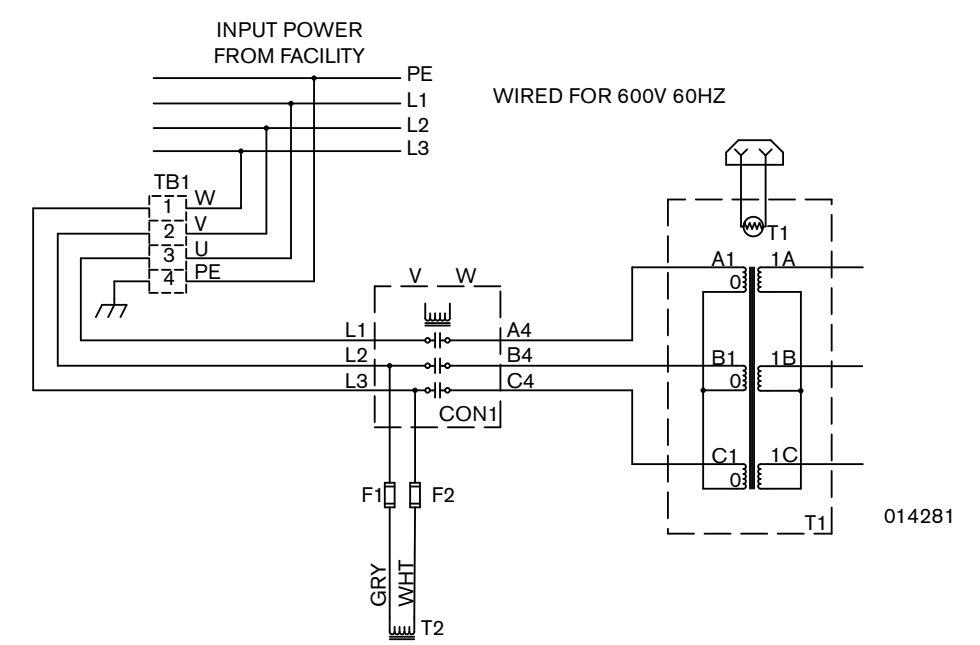 INPUT POWER
FROM FACILITY
PE
L1
L2
L3
WIRED FOR 600V 60HZ
TB1
1 W
2 V
3 U
4 PE
T1
A1 1A
0
V W
L1 A4
L2 B4
L3 C4
CON1
B1 1B
0
C1 1C
0
F1 F2
T1
014281
GRY
WHT
T2